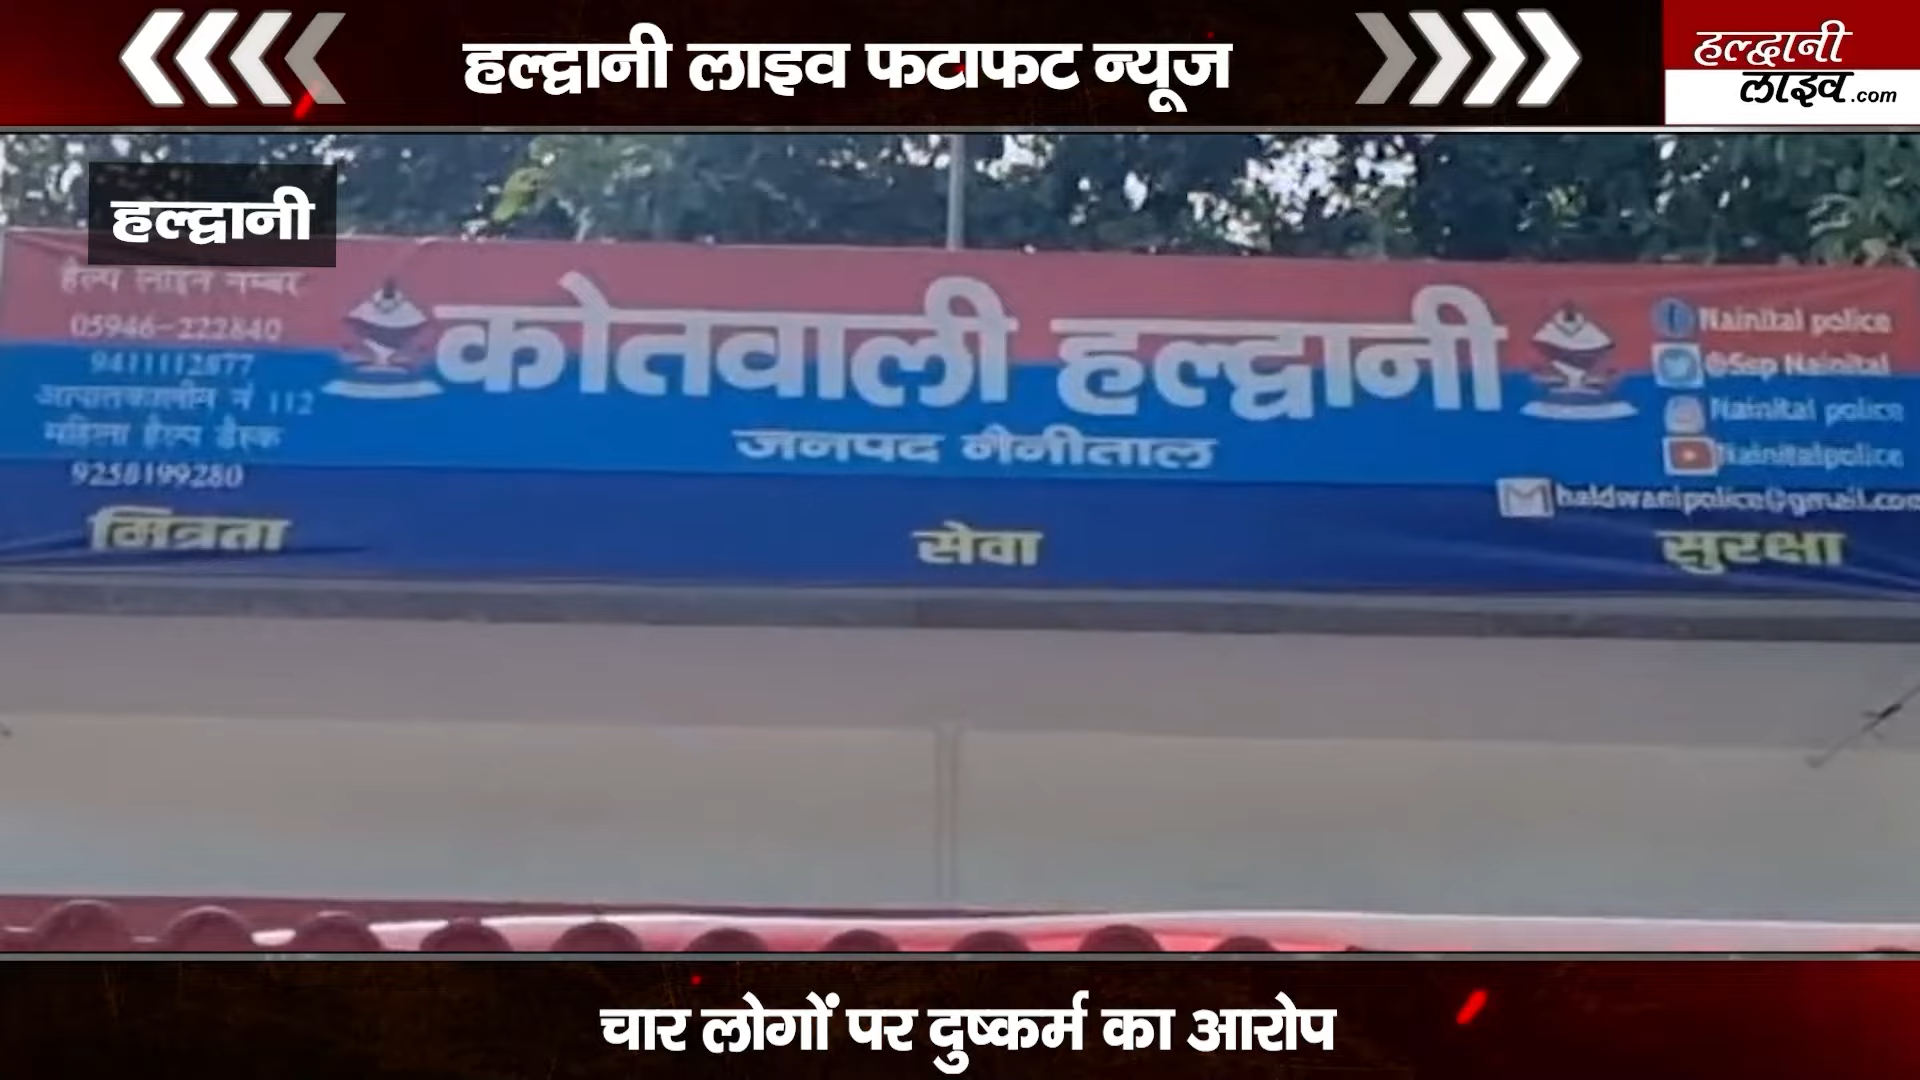 हल्द्वानी लाइव फटाफट न्यूज
हल्द्वानी
लाइव.com
हल्द्वानी
हैल्प लाइन नम्बर
05946-222840
9411112877
आपातकालीन नं 112
महिला हैल्प डैस्क
9258199280
कोतवाली हल्द्वानी
जनपद नैनीताल
Nainital police
@Ssp Nainital
Nainital police
Nainitalpolice
haldwanipolice@gmail.com
मित्रता
सेवा
सुरक्षा
चार लोगों पर दुष्कर्म का आरोप